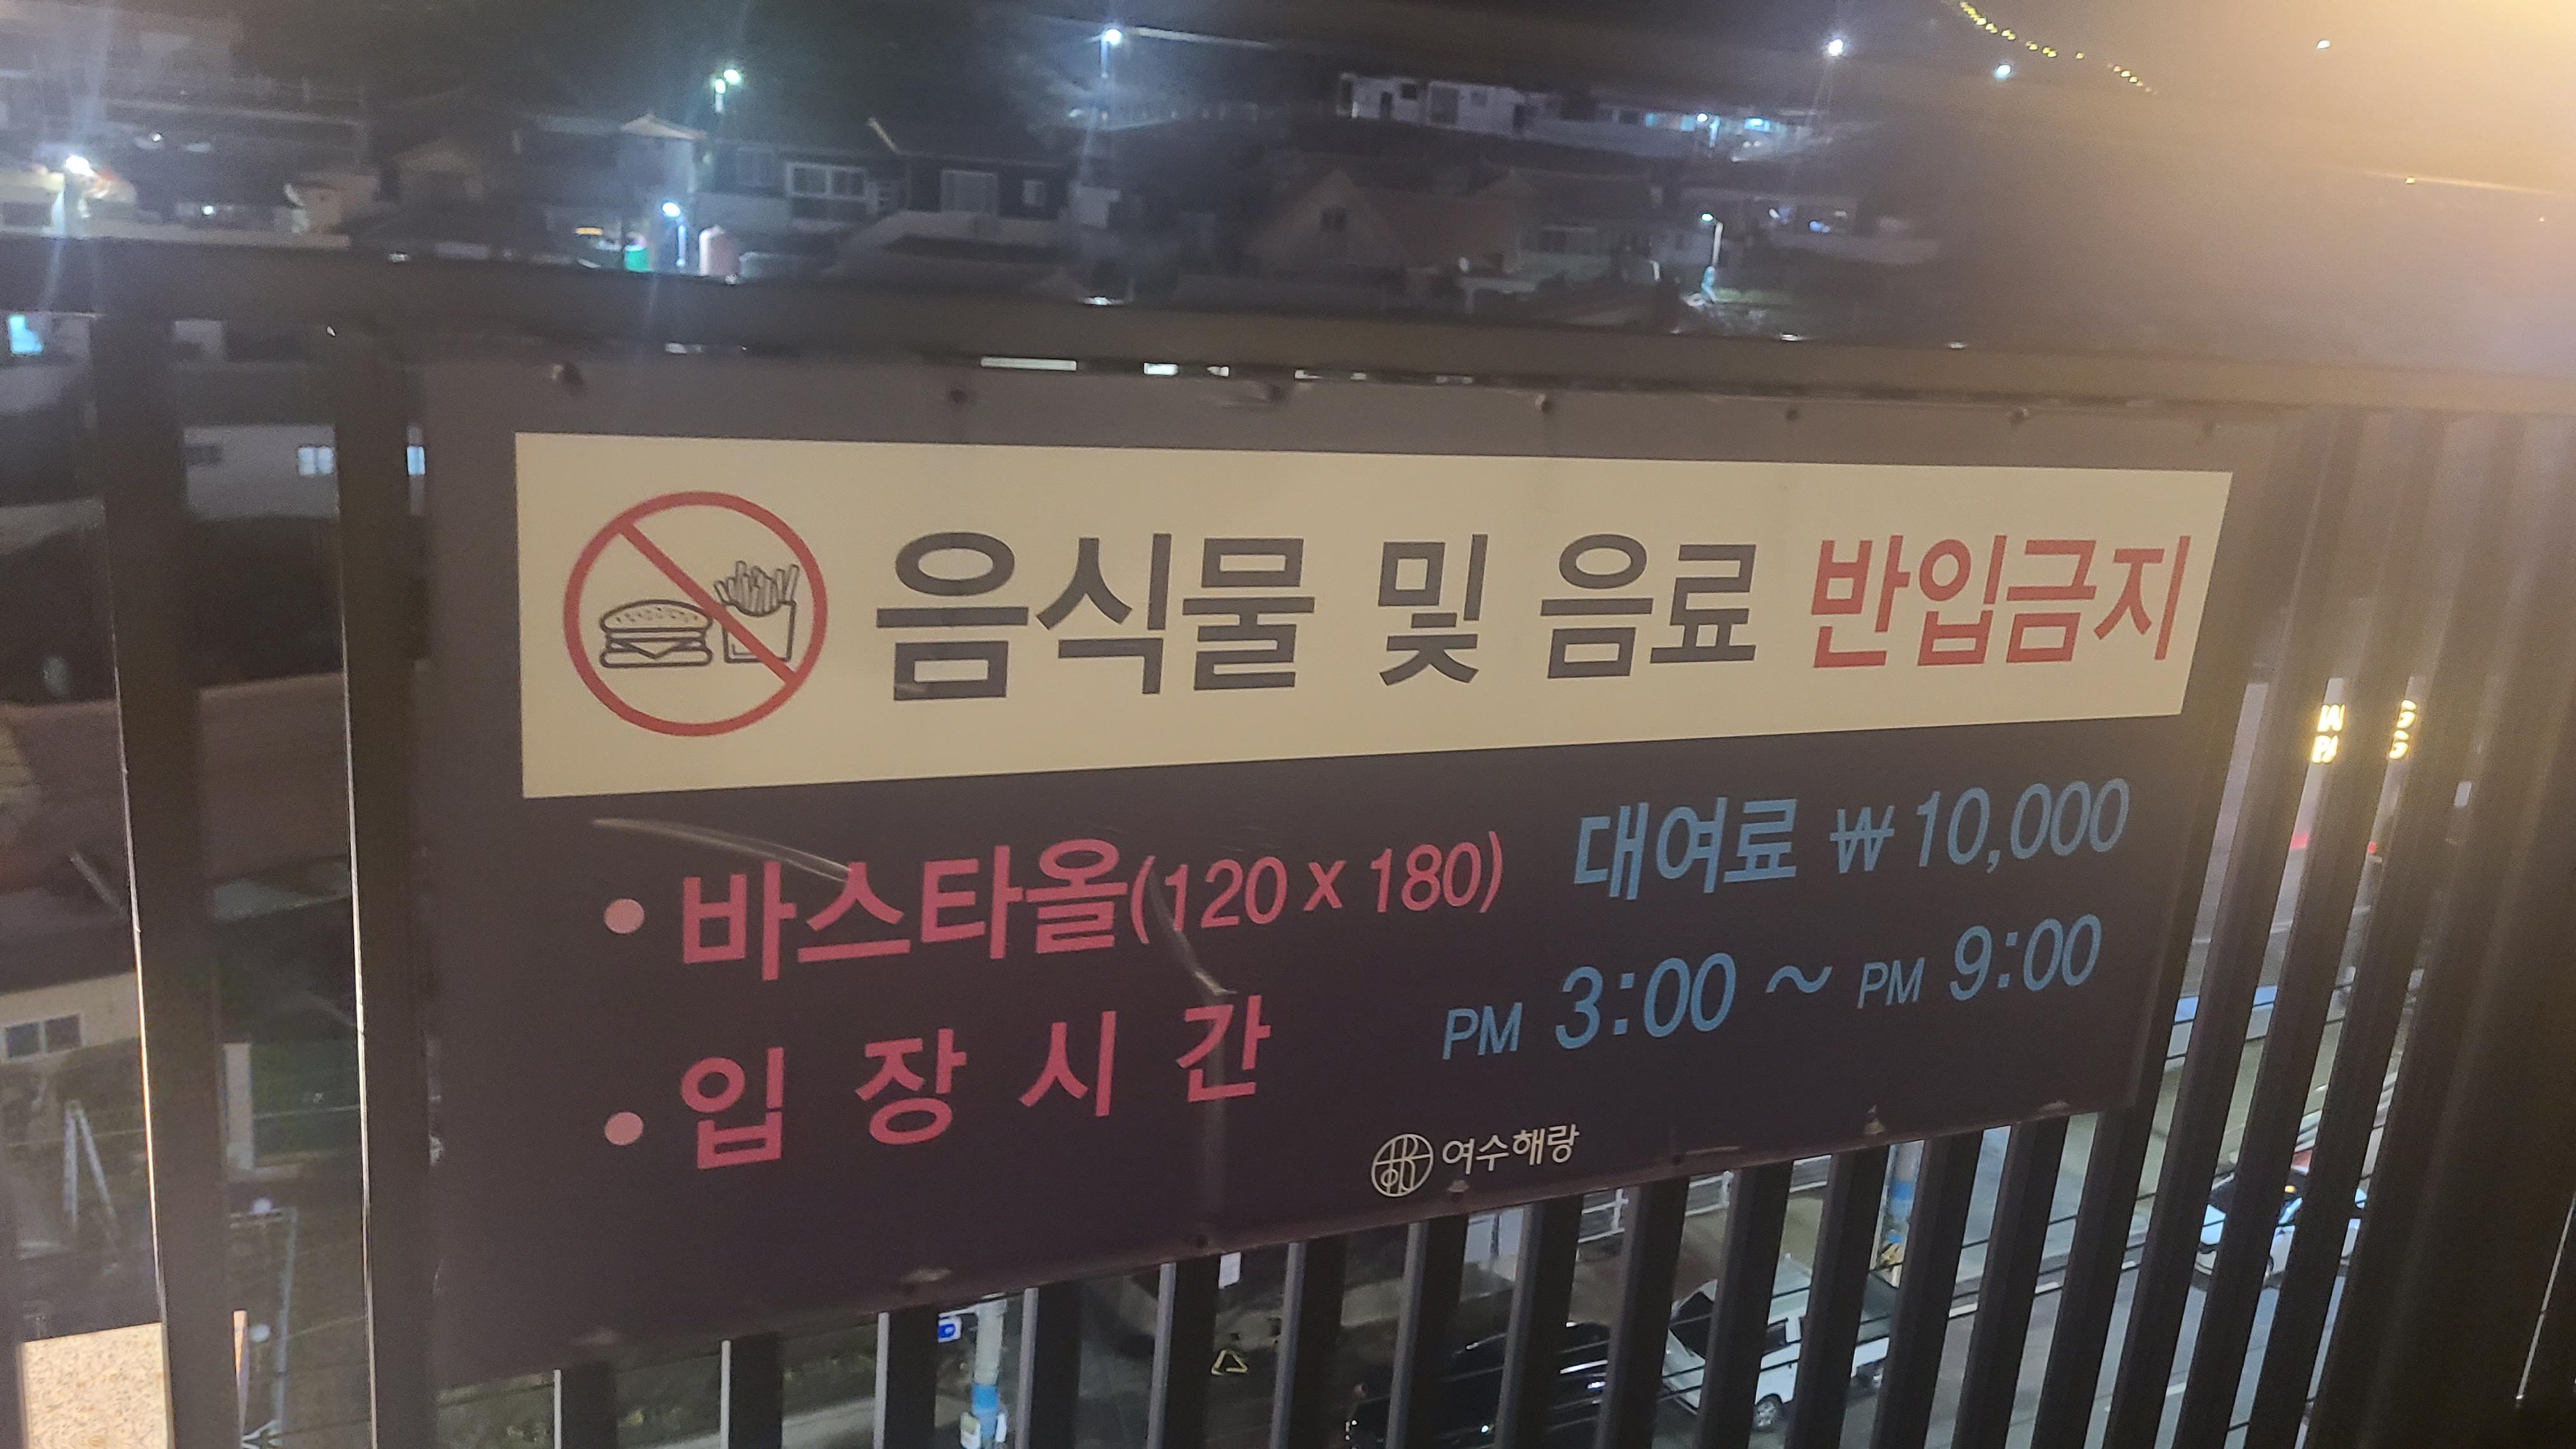 음식물 및 음료 반입금지
• 바스타올(120 x 180) 대여료 ₩ 10,000
• 입 장 시 간 PM 3:00 ~ PM 9:00
여수해랑